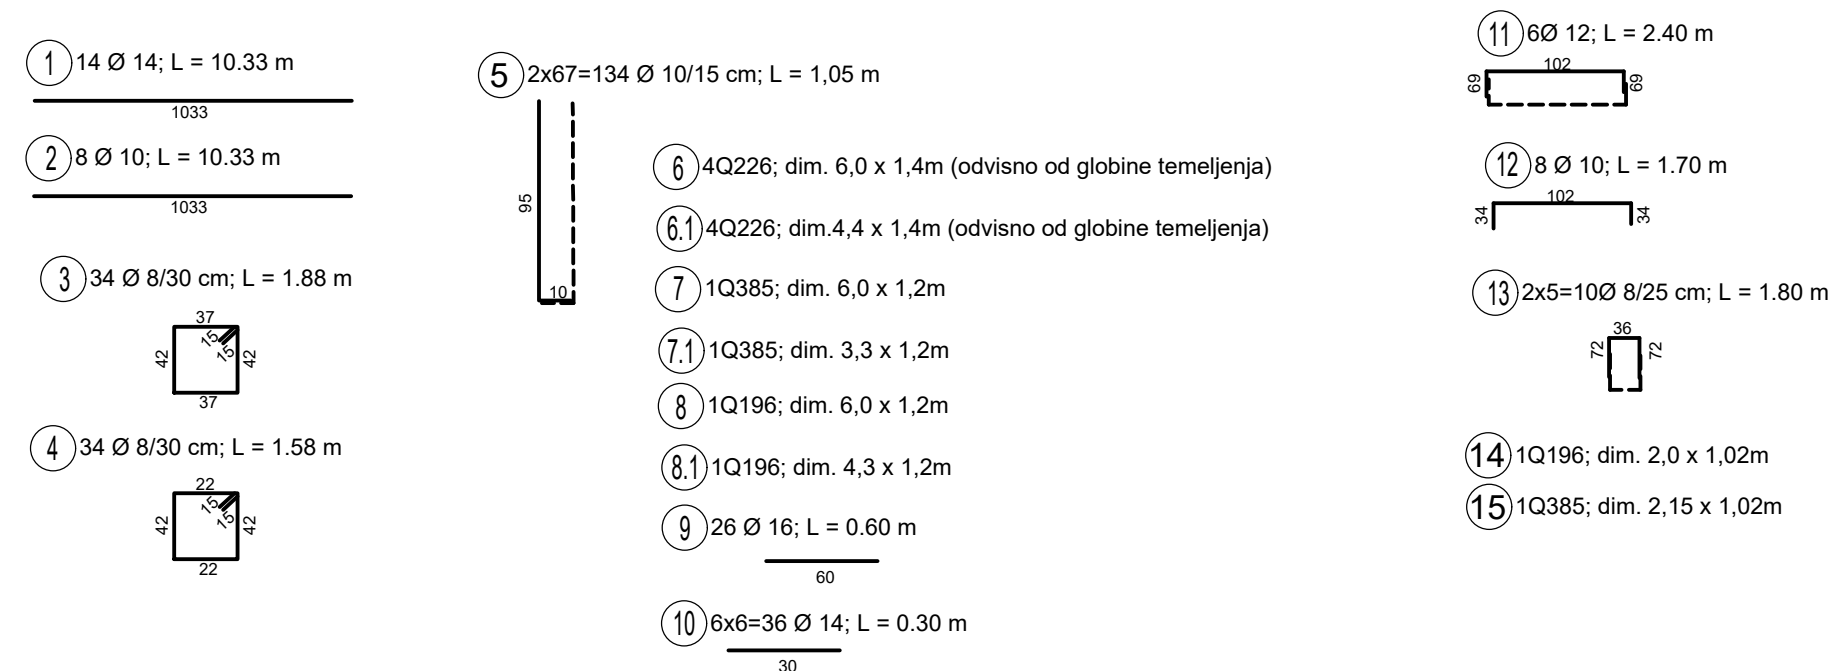 1 14 Ø 14; L = 10.33 m
1033
2 8 Ø 10; L = 10.33 m
1033
3 34 Ø 8/30 cm; L = 1.88 m
37
15
15
42
42
37
4 34 Ø 8/30 cm; L = 1.58 m
22
15
15
42
42
22
5 2x67=134 Ø 10/15 cm; L = 1,05 m
95
10
6 4Q226; dim. 6,0 x 1,4m (odvisno od globine temeljenja)
6.1 4Q226; dim.4,4 x 1,4m (odvisno od globine temeljenja)
7 1Q385; dim. 6,0 x 1,2m
7.1 1Q385; dim. 3,3 x 1,2m
8 1Q196; dim. 6,0 x 1,2m
8.1 1Q196; dim. 4,3 x 1,2m
9 26 Ø 16; L = 0.60 m
60
10 6x6=36 Ø 14; L = 0.30 m
30
11 6Ø 12; L = 2.40 m
102
69
69
12 8 Ø 10; L = 1.70 m
102
34
34
13 2x5=10Ø 8/25 cm; L = 1.80 m
36
72
72
14 1Q196; dim. 2,0 x 1,02m
15 1Q385; dim. 2,15 x 1,02m